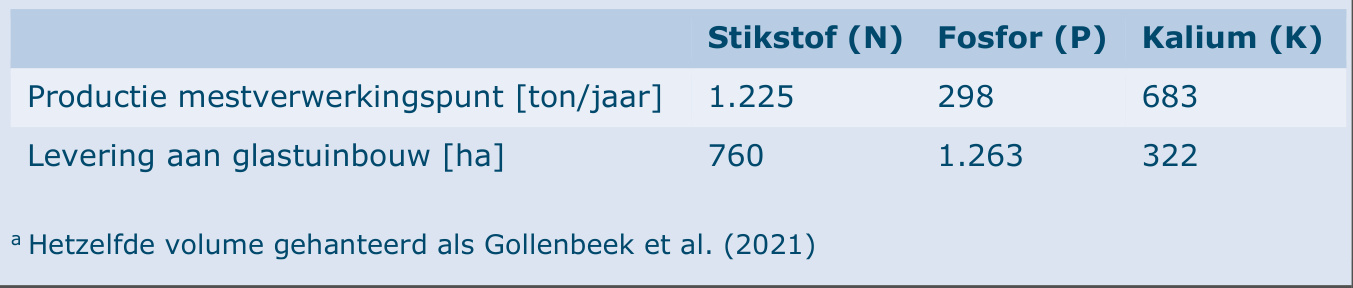 Stikstof (N) Fosfor (P) Kalium (K)
Productie mestverwerkingspunt [ton/jaar] 1.225 298 683
Levering aan glastuinbouw [ha] 760 1.263 322
ᵃ Hetzelfde volume gehanteerd als Gollenbeek et al. (2021)